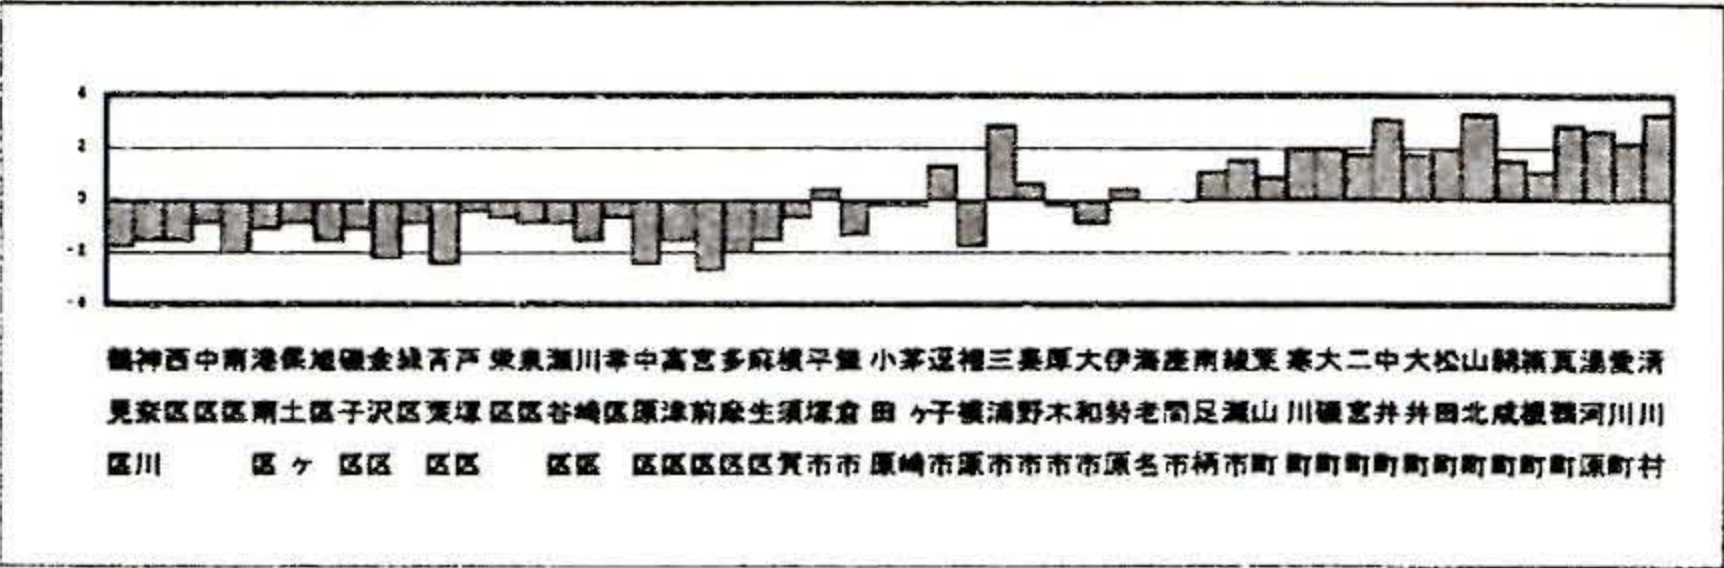 4
2
0
-2
-4
鶴見区
神奈川
西区
中区
南区
港南区
保土ヶ
旭区
磯子区
金沢区
緑区
青葉区
戸塚区
栄区
泉区
瀬谷区
川崎区
幸区
中原区
高津区
宮前区
多摩区
麻生区
横須賀
平塚市
鎌倉市
小田原
茅ヶ崎
逗子市
相模原
三浦市
秦野市
厚木市
大和市
伊勢原
海老名
座間市
南足柄
綾瀬市
葉山町
寒川町
大磯町
二宮町
中井町
大井町
松田町
山北町
開成町
箱根町
真鶴町
湯河原
愛川町
清川村